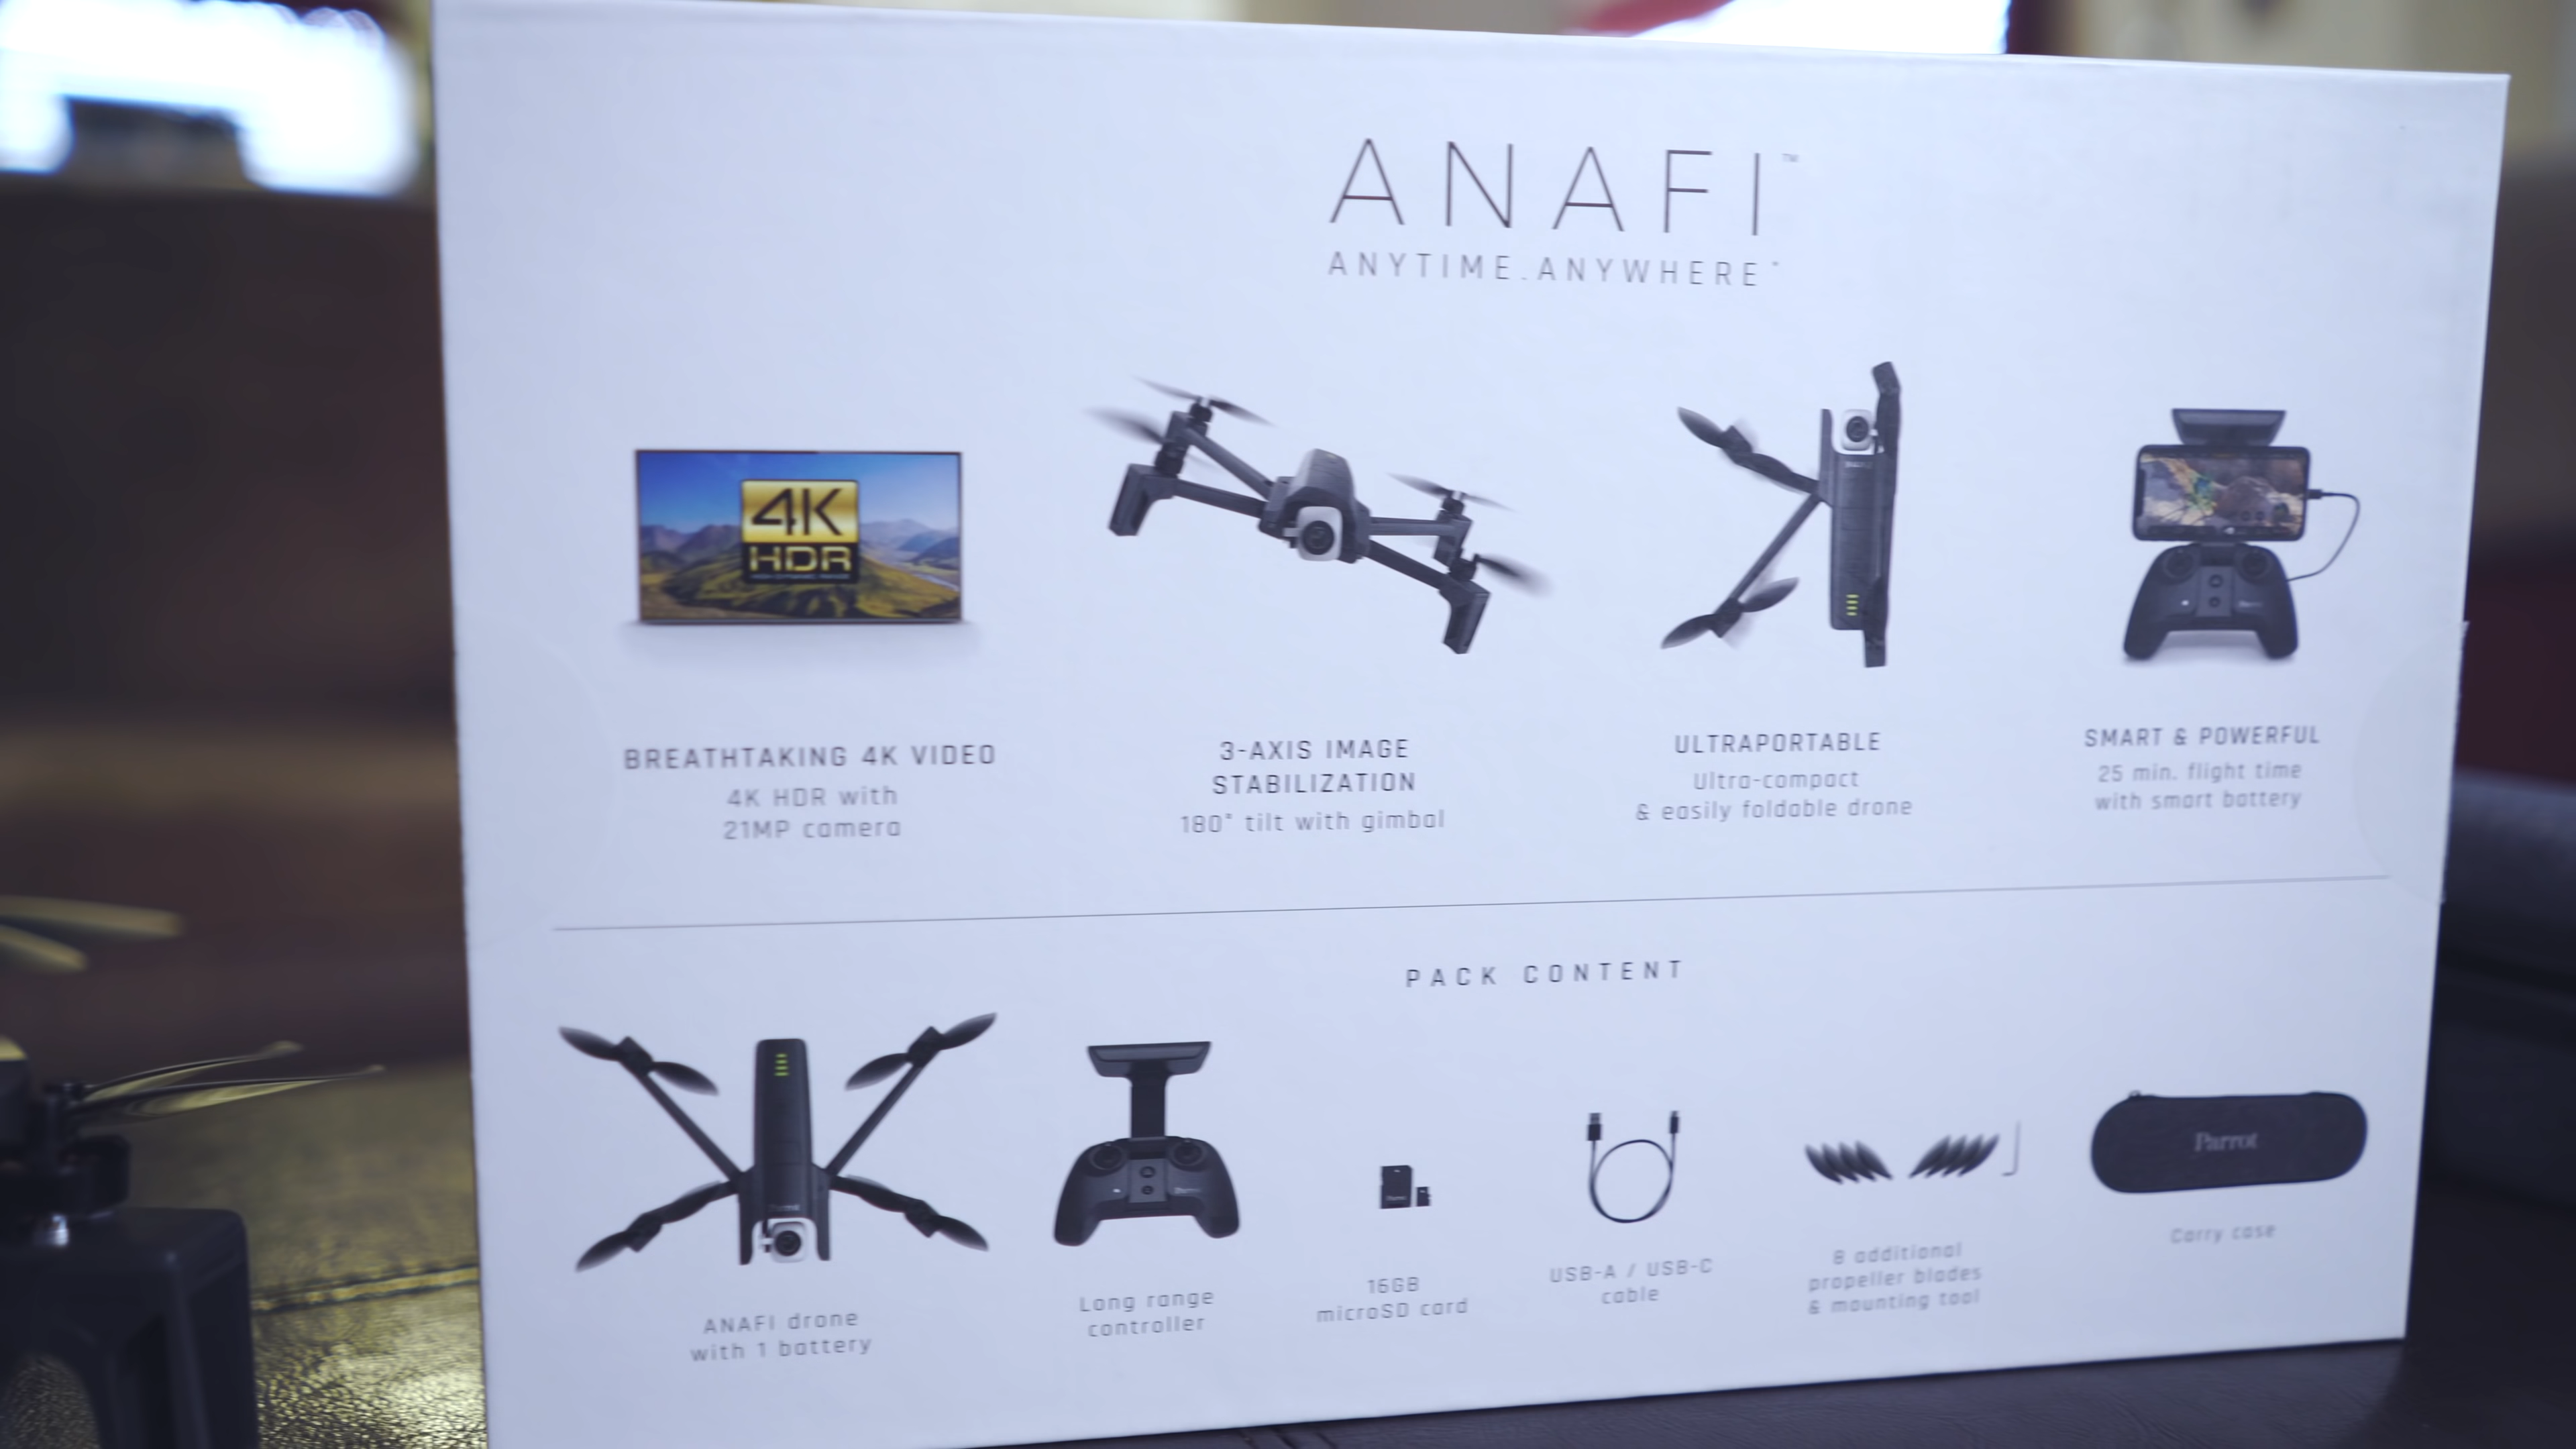 ANAFI™
ANYTIME.ANYWHERE™
4K
HDR
HIGH DYNAMIC RANGE
BREATHTAKING 4K VIDEO
4K HDR with
21MP camera
3-AXIS IMAGE
STABILIZATION
180° tilt with gimbal
ULTRAPORTABLE
Ultra-compact
& easily foldable drone
SMART & POWERFUL
25 min. flight time
with smart battery
PACK CONTENT
ANAFI drone
with 1 battery
Long range
controller
16GB
microSD card
USB-A / USB-C
cable
8 additional
propeller blades
& mounting tool
Parrot
Carry case